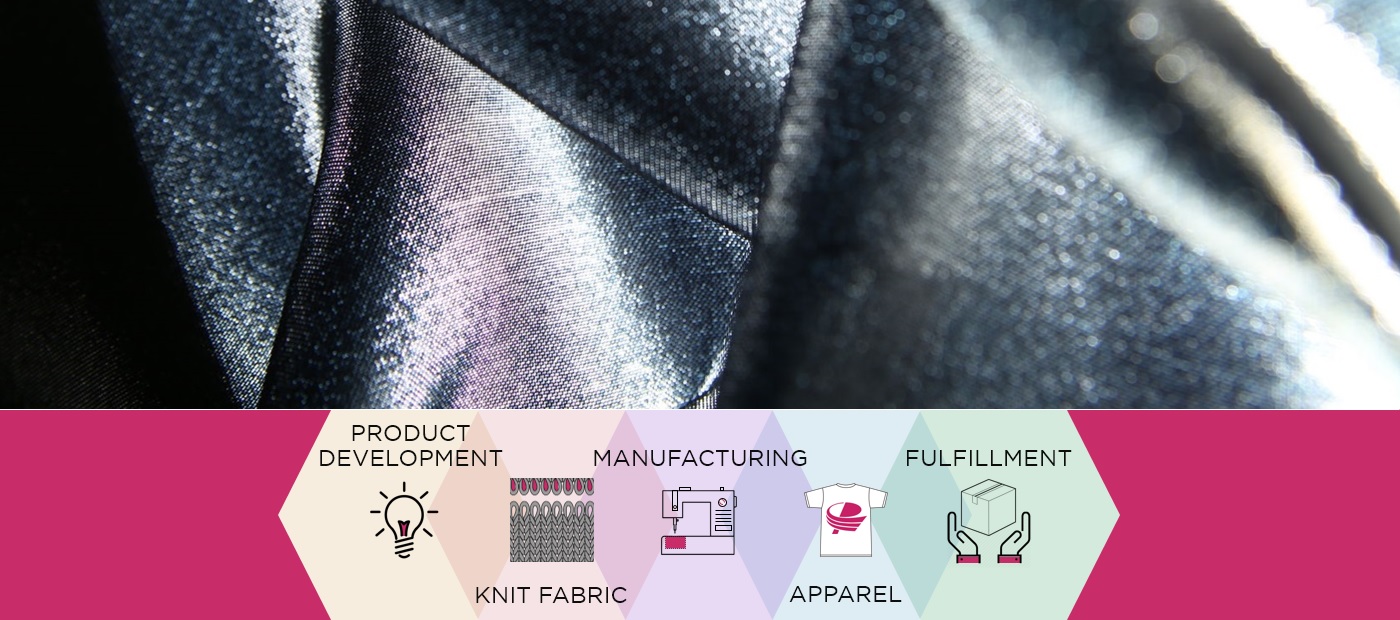 PRODUCT
DEVELOPMENT
KNIT FABRIC
MANUFACTURING
APPAREL
FULFILLMENT